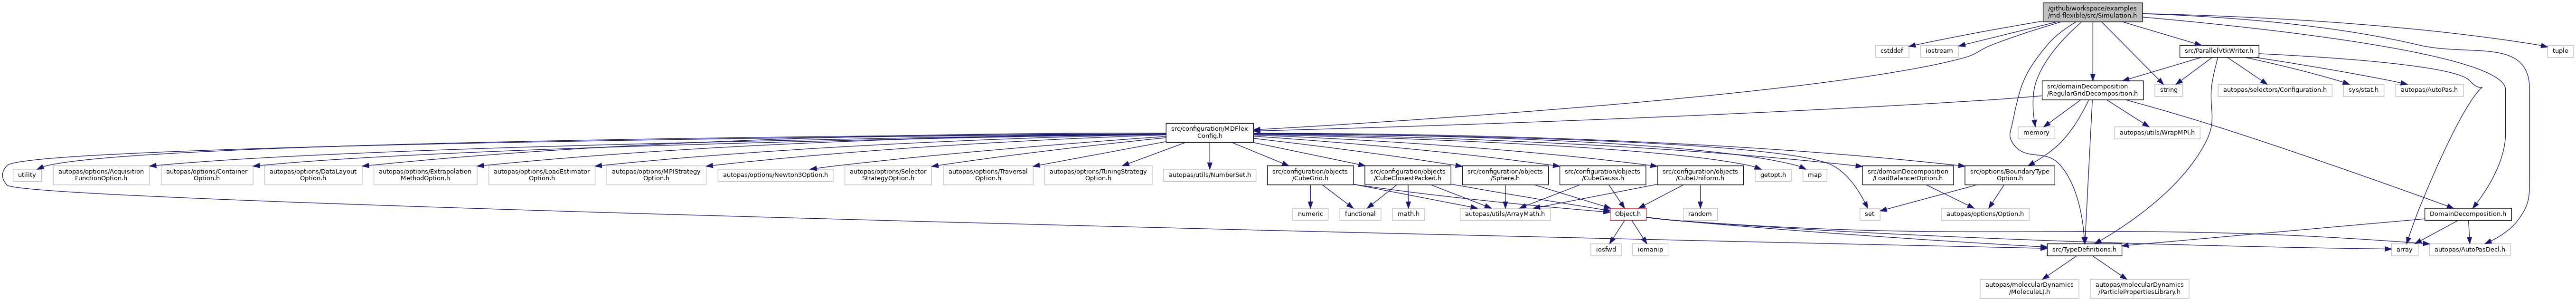 /github/workspace/examples
/md-flexible/src/Simulation.h
cstddef
iostream
src/ParallelVtkWriter.h
tuple
src/domainDecomposition
/RegularGridDecomposition.h
string
autopas/selectors/Configuration.h
sys/stat.h
autopas/AutoPas.h
src/configuration/MDFlex
Config.h
memory
autopas/utils/WrapMPI.h
utility
autopas/options/Acquisition
FunctionOption.h
autopas/options/Container
Option.h
autopas/options/DataLayout
Option.h
autopas/options/Extrapolation
MethodOption.h
autopas/options/LoadEstimator
Option.h
autopas/options/MPIStrategy
Option.h
autopas/options/Newton3Option.h
autopas/options/Selector
StrategyOption.h
autopas/options/Traversal
Option.h
autopas/options/TuningStrategy
Option.h
autopas/utils/NumberSet.h
src/configuration/objects
/CubeGrid.h
src/configuration/objects
/CubeClosestPacked.h
src/configuration/objects
/Sphere.h
src/configuration/objects
/CubeGauss.h
src/configuration/objects
/CubeUniform.h
getopt.h
map
src/domainDecomposition
/LoadBalancerOption.h
src/options/BoundaryType
Option.h
numeric
functional
math.h
autopas/utils/ArrayMath.h
Object.h
random
set
autopas/options/Option.h
DomainDecomposition.h
iosfwd
iomanip
src/TypeDefinitions.h
array
autopas/AutoPasDecl.h
autopas/molecularDynamics
/MoleculeLJ.h
autopas/molecularDynamics
/ParticlePropertiesLibrary.h